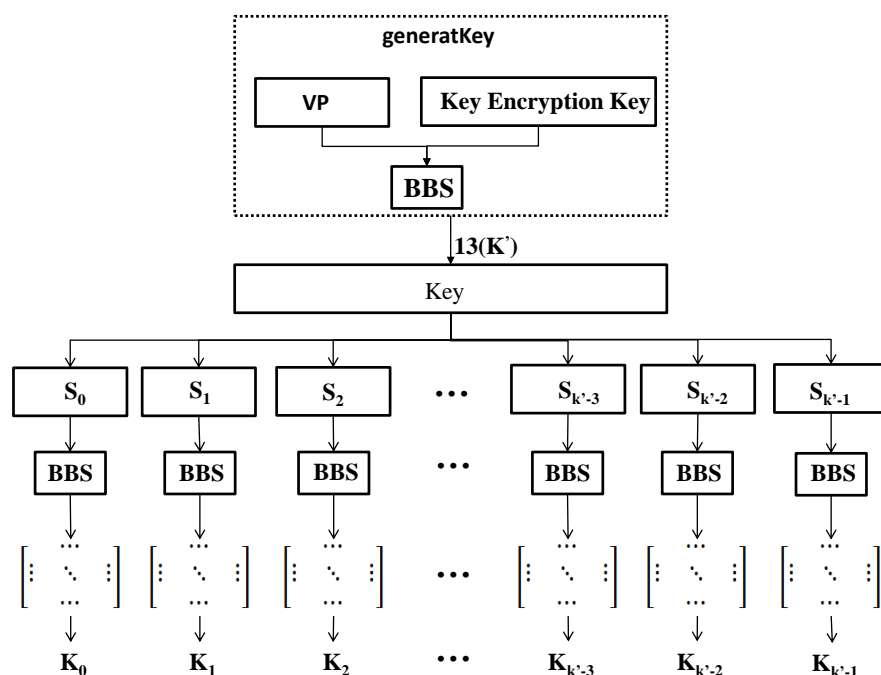 generatKey
VP Key Encryption Key
BBS
13(K’)
Key
S₀ S₁ S₂ ... Sₖ’₋₃ Sₖ’₋₂ Sₖ’₋₁
BBS BBS BBS ... BBS BBS BBS
[⋮ ⋯ ⋱ ⋯ ⋮] [⋮ ⋯ ⋱ ⋯ ⋮] [⋮ ⋯ ⋱ ⋯ ⋮] ... [⋮ ⋯ ⋱ ⋯ ⋮] [⋮ ⋯ ⋱ ⋯ ⋮] [⋮ ⋯ ⋱ ⋯ ⋮]
K₀ K₁ K₂ ... Kₖ’₋₃ Kₖ’₋₂ Kₖ’₋₁